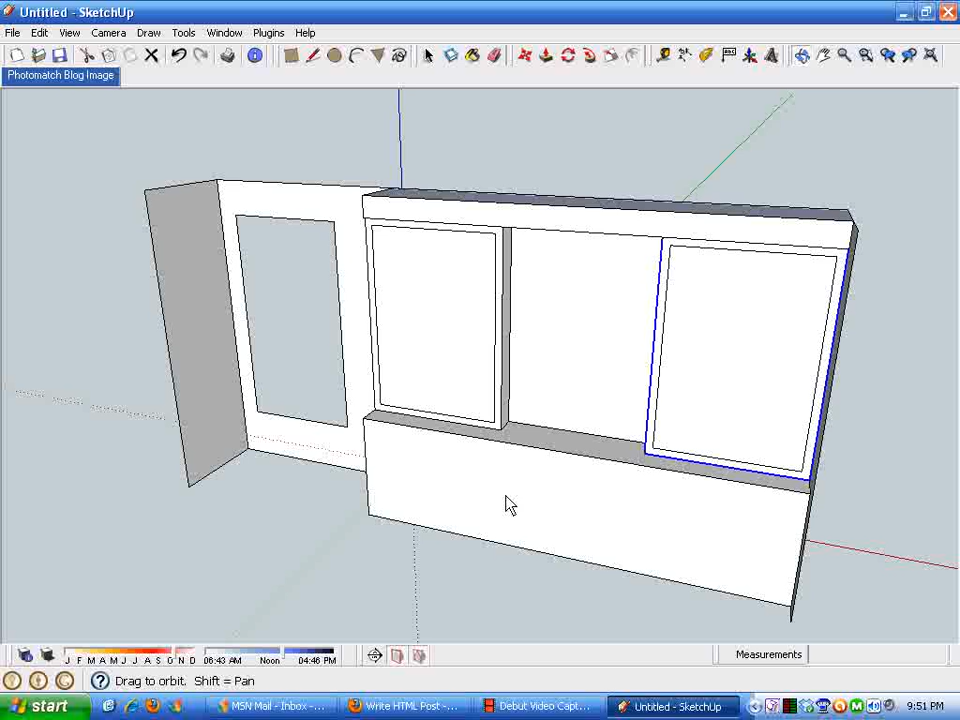 Untitled - SketchUp
File Edit View Camera Draw Tools Window Plugins Help
Photomatch Blog Image
J F M A M J J A S O N D 06:43 AM Noon 04:46 PM Measurements
Drag to orbit. Shift = Pan
start MSN Mail - Inbox -... Write HTML Post -... Debut Video Capt... Untitled - SketchUp 9:51 PM